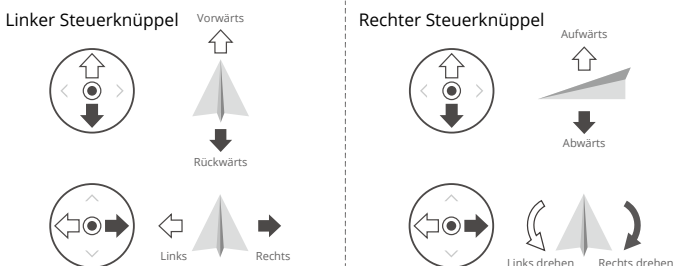 Linker Steuerknüppel
Vorwärts
Rückwärts
Links
Rechts
Rechter Steuerknüppel
Aufwärts
Abwärts
Links drehen
Rechts drehen